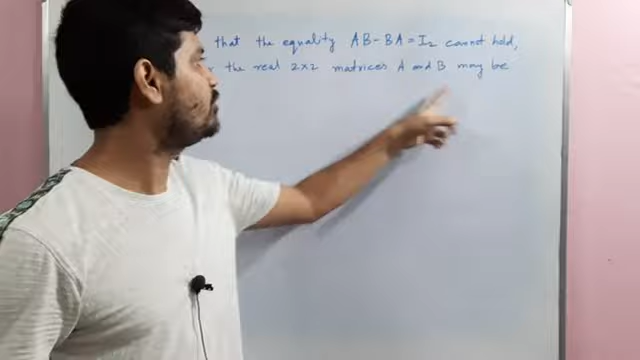 that the equality AB-BA=I₂ cannot hold,
the real 2×2 matrices A and B may be